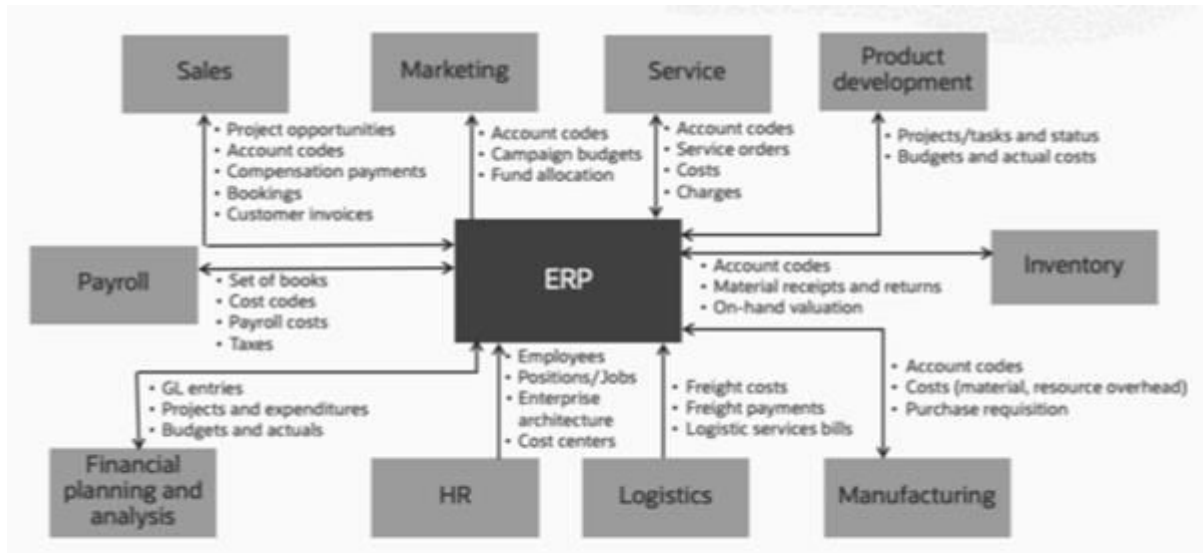 Sales
Marketing
Service
Product
development
• Project opportunities
• Account codes
• Compensation payments
• Bookings
• Customer invoices
• Account codes
• Campaign budgets
• Fund allocation
• Account codes
• Service orders
• Costs
• Charges
• Projects/tasks and status
• Budgets and actual costs
Payroll
• Set of books
• Cost codes
• Payroll costs
• Taxes
ERP
• Account codes
• Material receipts and returns
• On-hand valuation
Inventory
• GL entries
• Projects and expenditures
• Budgets and actuals
• Employees
• Positions/Jobs
• Enterprise
architecture
• Cost centers
• Freight costs
• Freight payments
• Logistic services bills
• Account codes
• Costs (material, resource overhead)
• Purchase requisition
Financial
planning and
analysis
HR
Logistics
Manufacturing